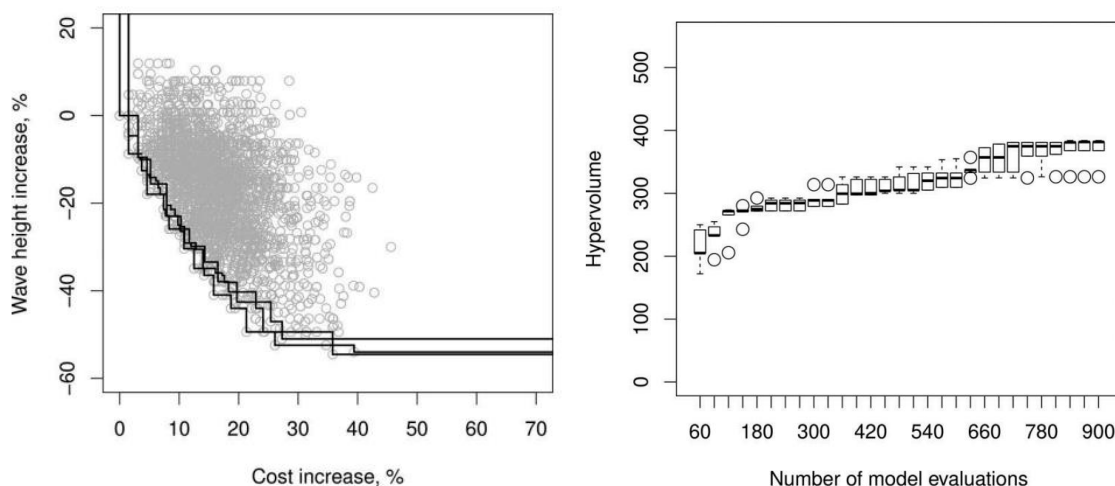 Wave height increase, %
20
0
−20
−40
−60
0 10 20 30 40 50 60 70
Cost increase, %
Hypervolume
500
400
300
200
100
0
60 180 300 420 540 660 780 900
Number of model evaluations